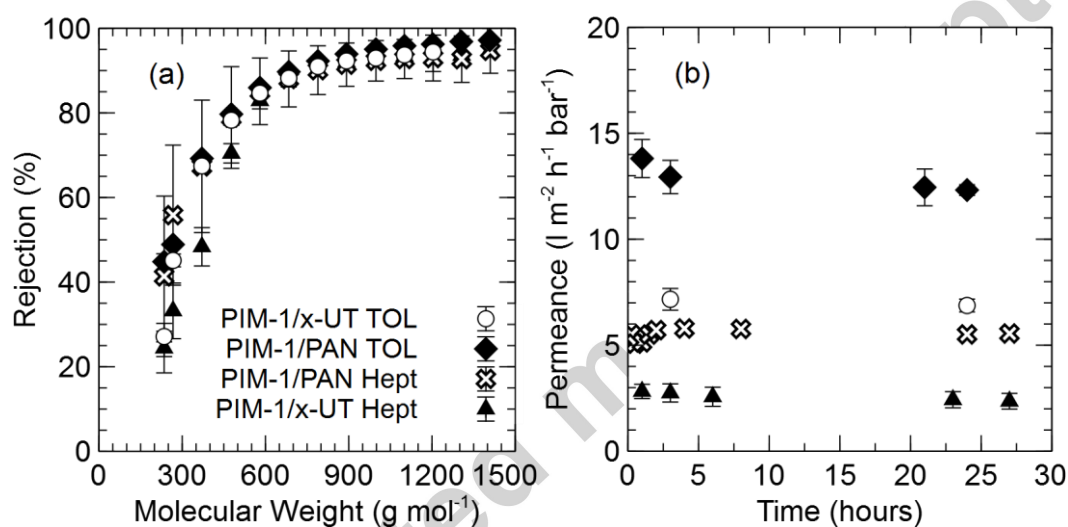 (a)
100
80
60
40
20
0
Rejection (%)
0 300 600 900 1200 1500
Molecular Weight (g mol⁻¹)
PIM-1/x-UT TOL
PIM-1/PAN TOL
PIM-1/PAN Hept
PIM-1/x-UT Hept
(b)
20
15
10
5
0
Permeance (l m⁻² h⁻¹ bar⁻¹)
0 5 10 15 20 25 30
Time (hours)